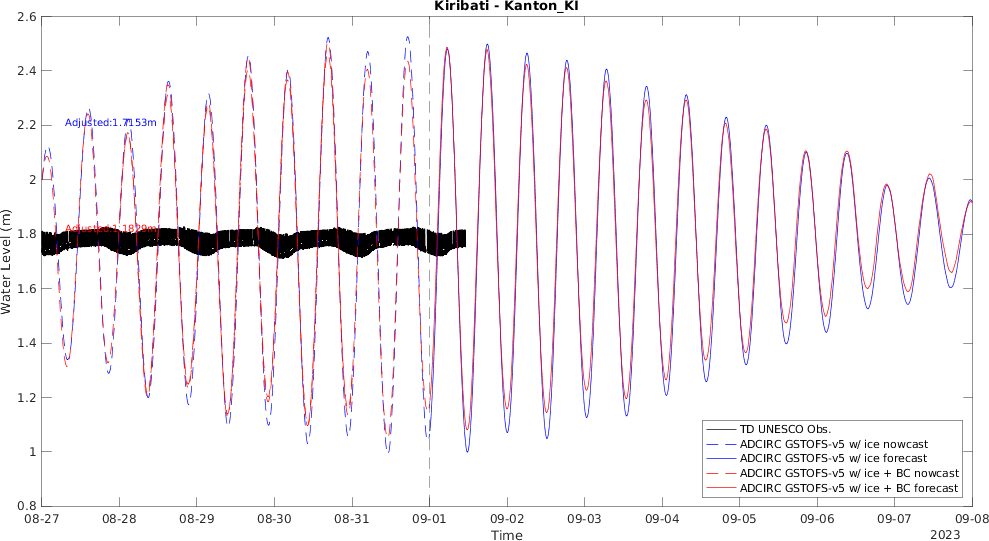 Kiribati - Kanton_KI
2.6
2.4
2.2
2
1.8
1.6
1.4
1.2
1
0.8
Water Level (m)
Adjusted:1.7153m
Adjusted:1.1829m
TD UNESCO Obs.
ADCIRC GSTOFS-v5 w/ ice nowcast
ADCIRC GSTOFS-v5 w/ ice forecast
ADCIRC GSTOFS-v5 w/ ice + BC nowcast
ADCIRC GSTOFS-v5 w/ ice + BC forecast
08-27 08-28 08-29 08-30 08-31 09-01 09-02 09-03 09-04 09-05 09-06 09-07 09-08
Time
2023